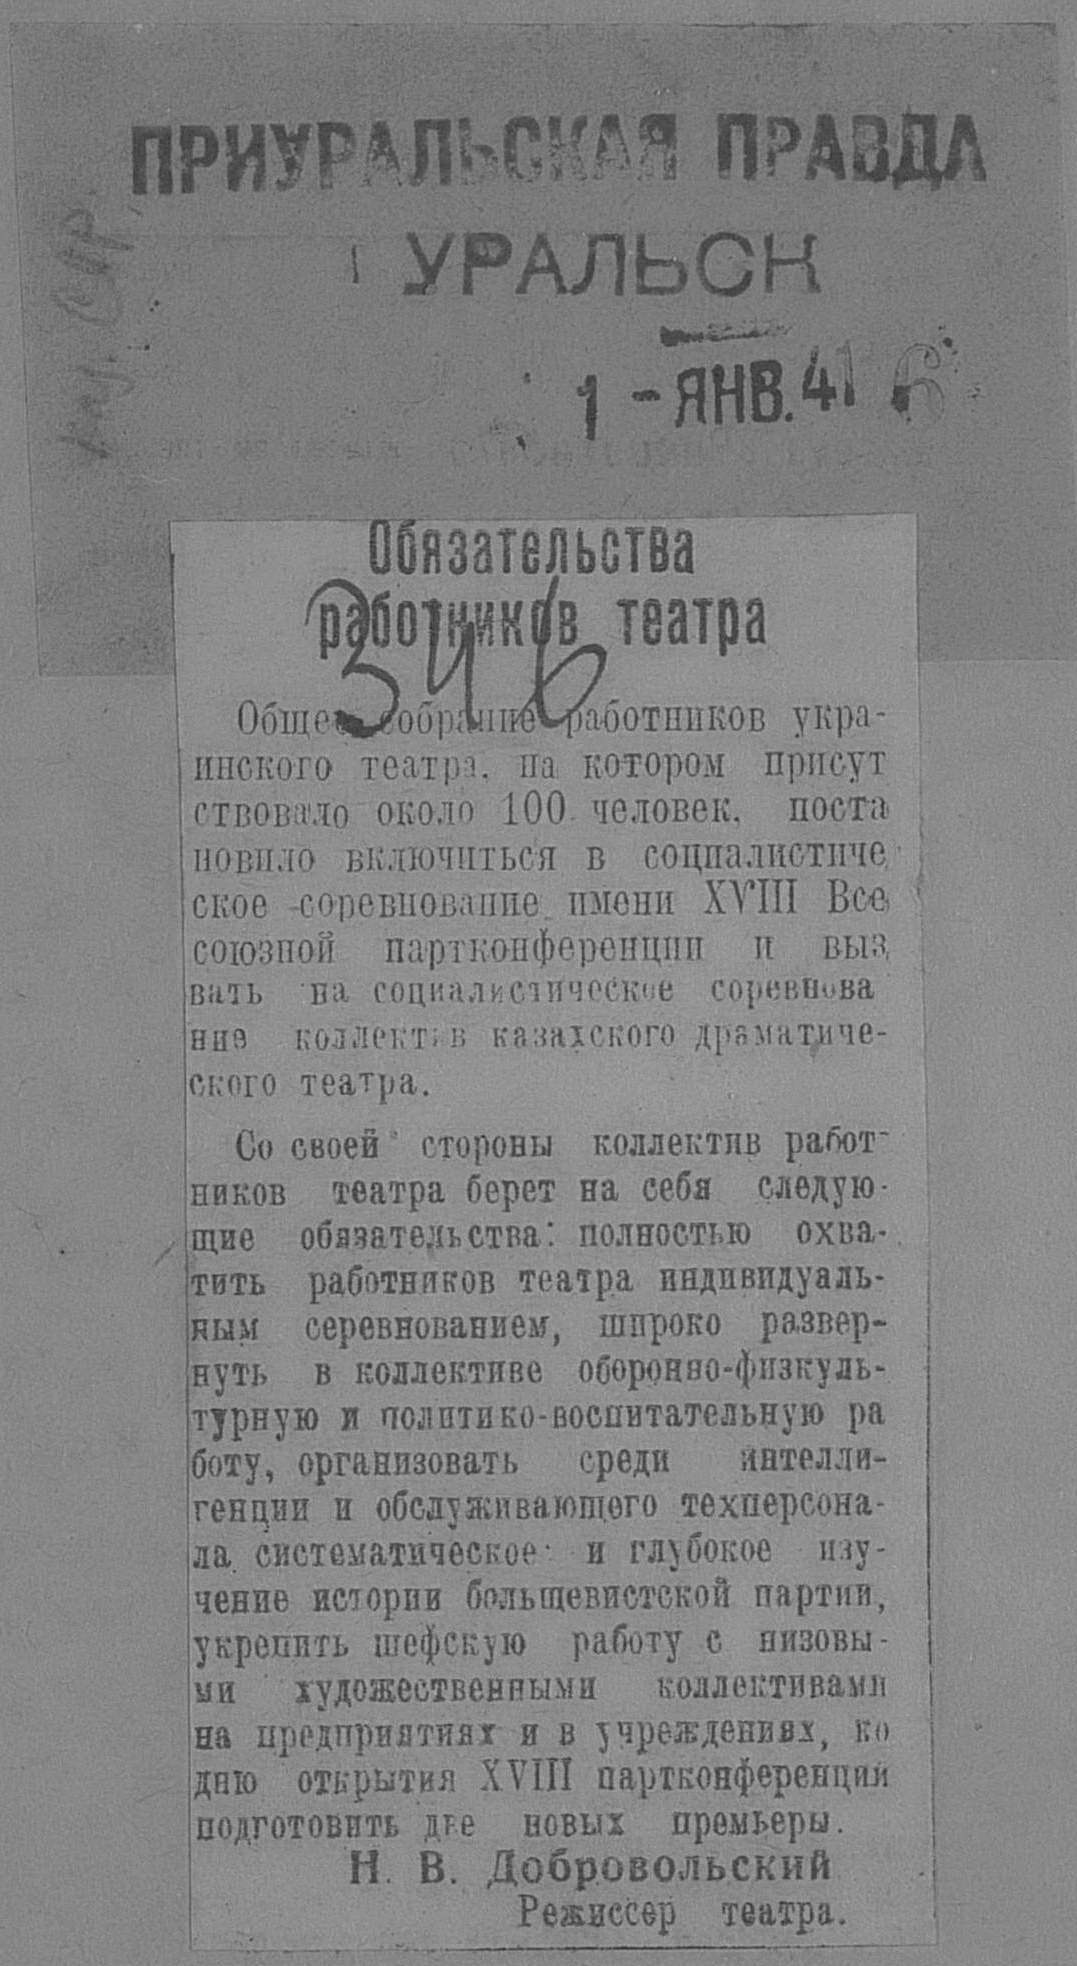 ПРИУРАЛЬСКАЯ ПРАВДА
УРАЛЬСК
1 - ЯНВ. 41 6
Обязательства
работников театра
346
Общее собрание работников укра-
инского театра, на котором присут
ствовало около 100 человек, поста
новило включиться в социалистиче
ское соревнование имени XVIII Все
союзной партконференции и выз
вать на социалистическое соревнова
ние коллектив казахского драматиче-
ского театра.
Со своей стороны коллектив работ-
ников театра берет на себя следую-
щие обязательства: полностью охва-
тить работников театра индивидуаль-
ным серевнованием, широко развер-
нуть в коллективе оборонно-физкуль-
турную и политико-воспитательную ра
боту, организовать среди интелли-
генции и обслуживающего техперсона-
ла систематическое и глубокое изу-
чение истории большевистской партии,
укрепить шефскую работу с низовы-
ми художественными коллективами
на предприятиях и в учреждениях, ко
дню открытия XVIII партконференции
подготовить две новых премьеры.
Н. В. Добровольский
Режиссер театра.